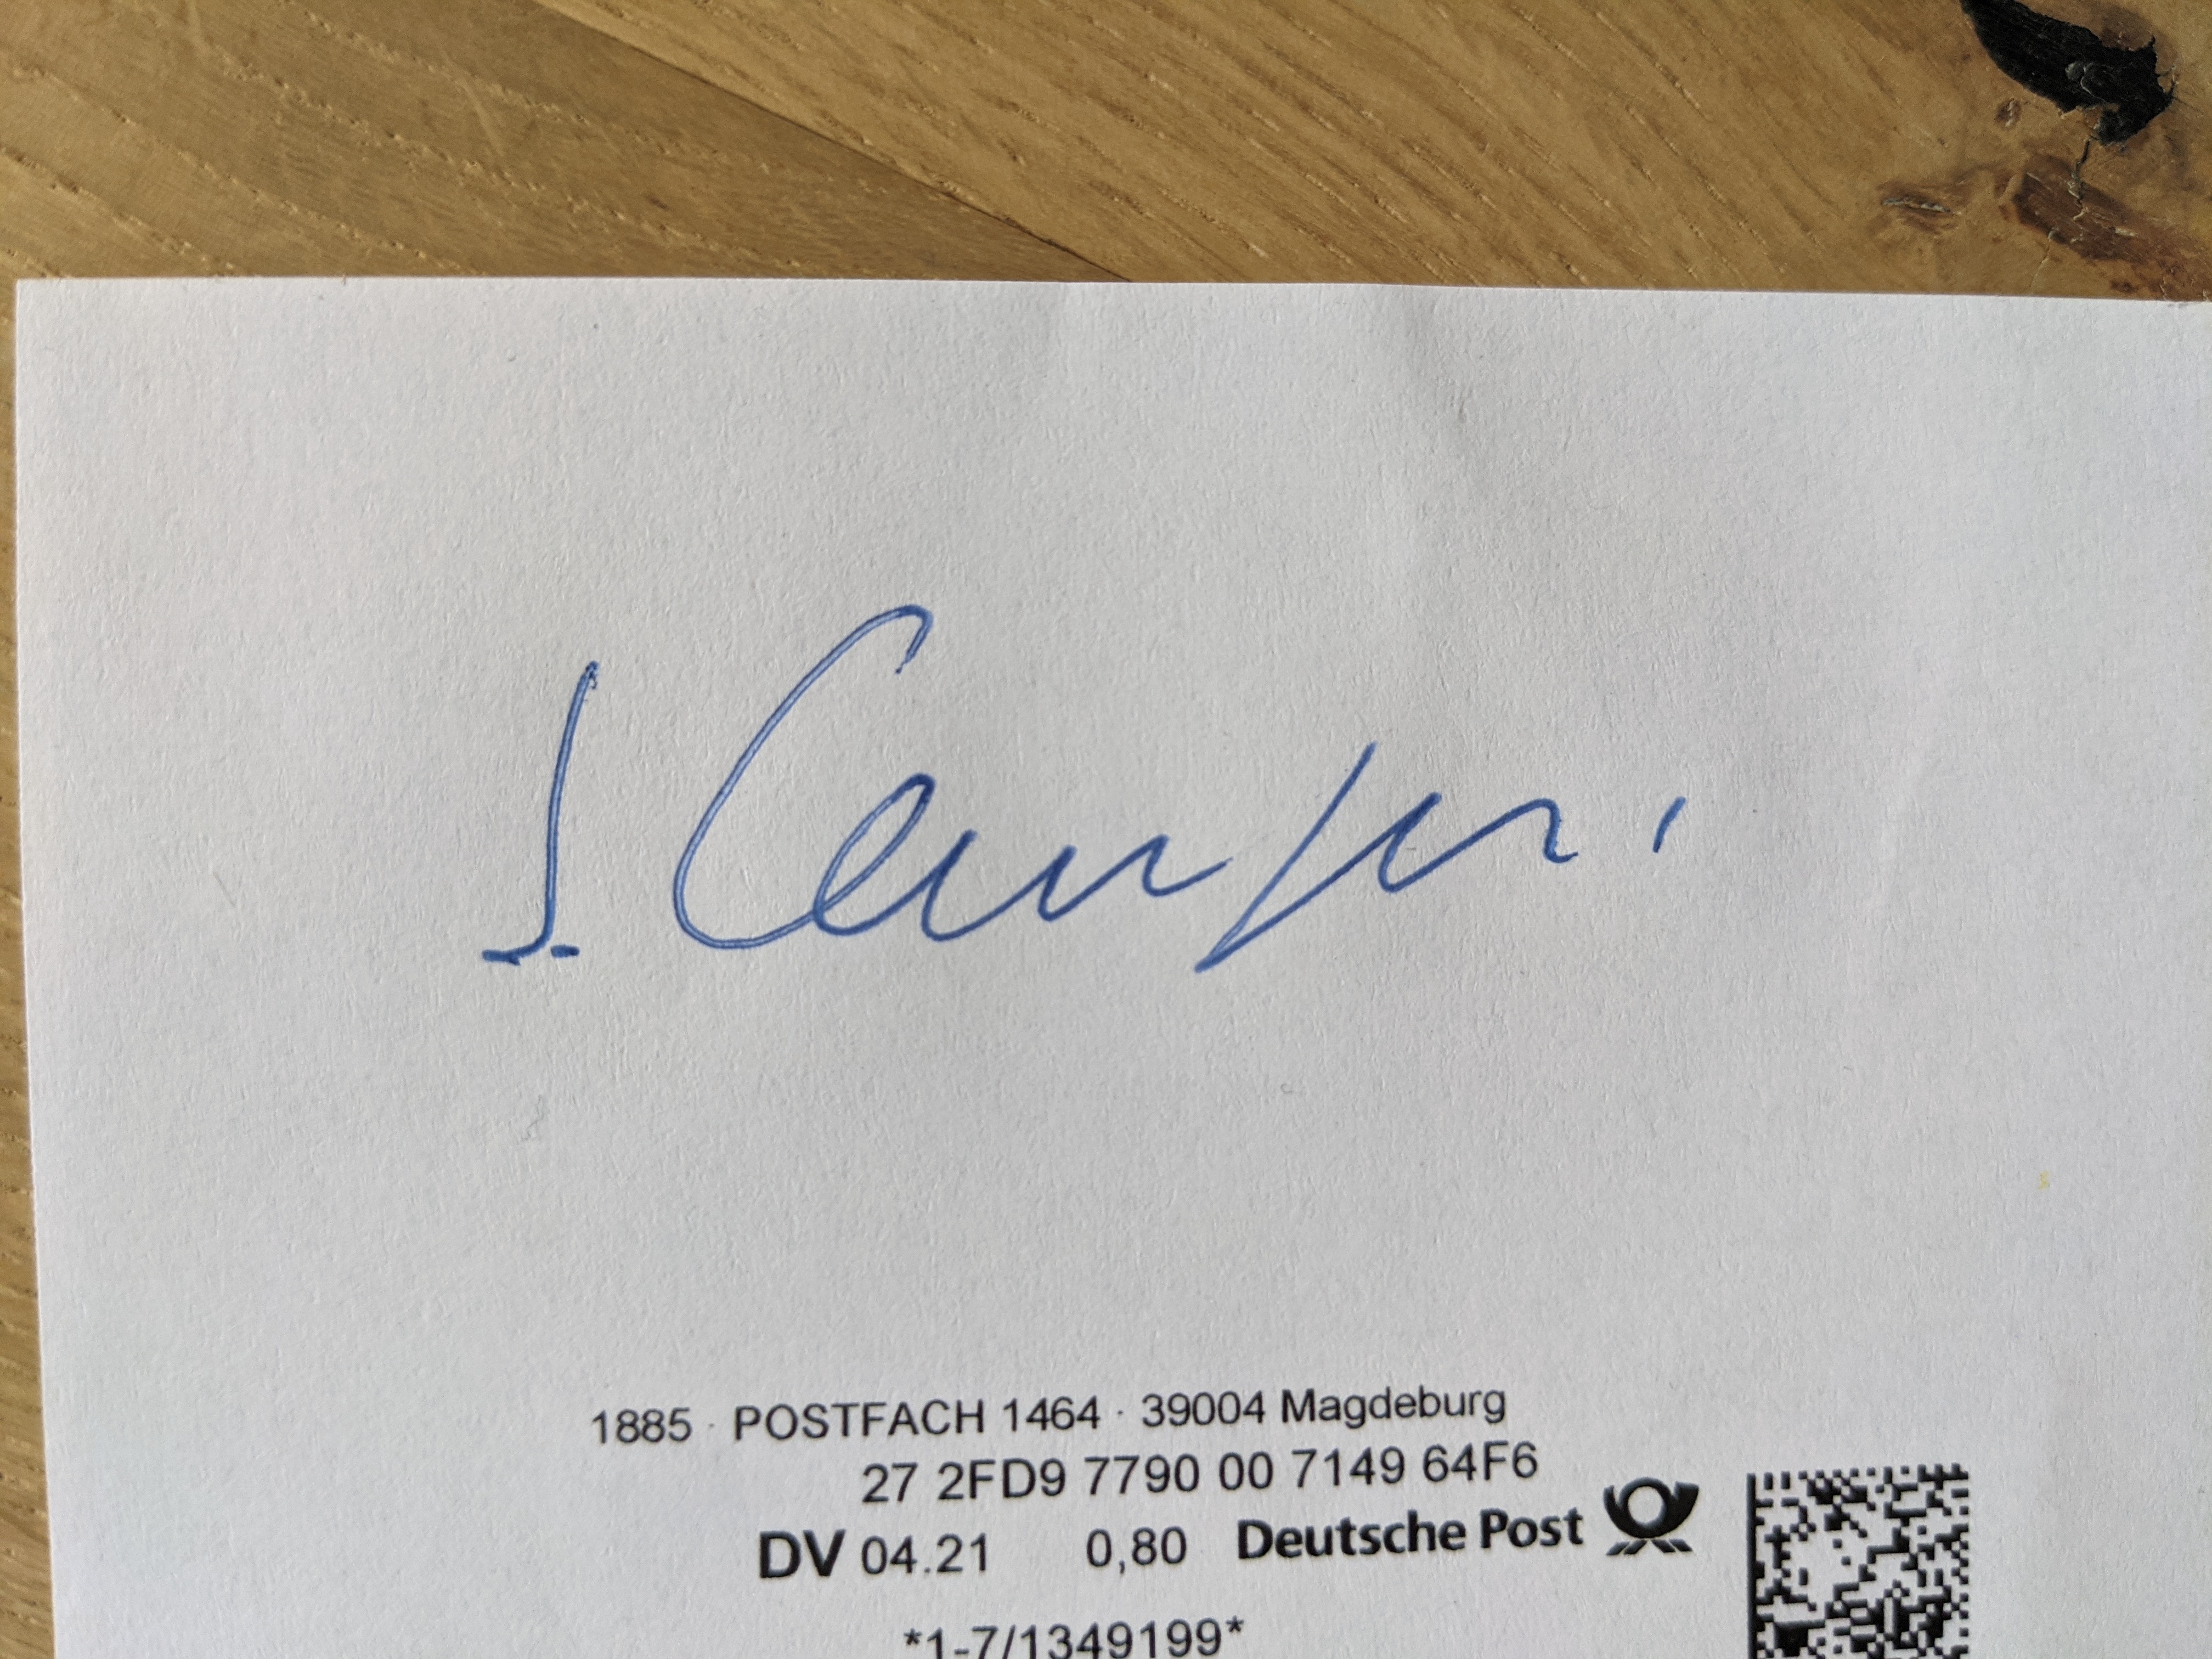 1885 · POSTFACH 1464 · 39004 Magdeburg
27 2FD9 7790 00 7149 64F6
DV 04.21 0,80 Deutsche Post
*1-7/1349199*